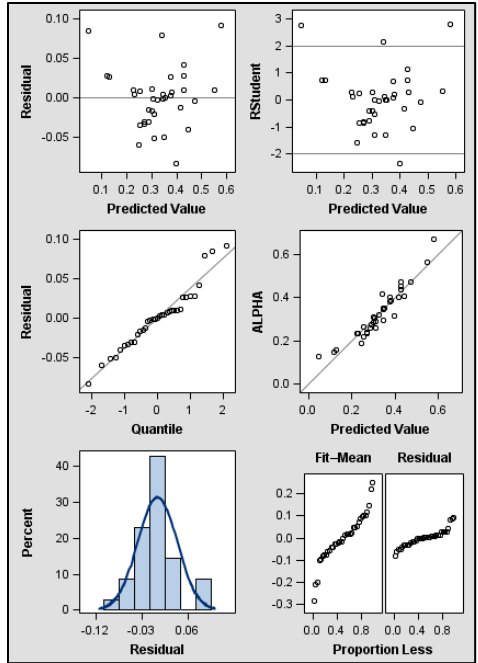 Residual
0.10
0.05
0.00
-0.05
0.0 0.1 0.2 0.3 0.4 0.5 0.6
Predicted Value
RStudent
3
2
1
0
-1
-2
0.0 0.1 0.2 0.3 0.4 0.5 0.6
Predicted Value
Residual
0.10
0.05
0.00
-0.05
-2 -1 0 1 2
Quantile
ALPHA
0.6
0.4
0.2
0.0
0.0 0.2 0.4 0.6
Predicted Value
Percent
40
30
20
10
0
-0.12 -0.03 0.06
Residual
Fit–Mean Residual
0.2
0.1
0.0
-0.1
-0.2
-0.3
0.0 0.4 0.8 0.0 0.4 0.8
Proportion Less